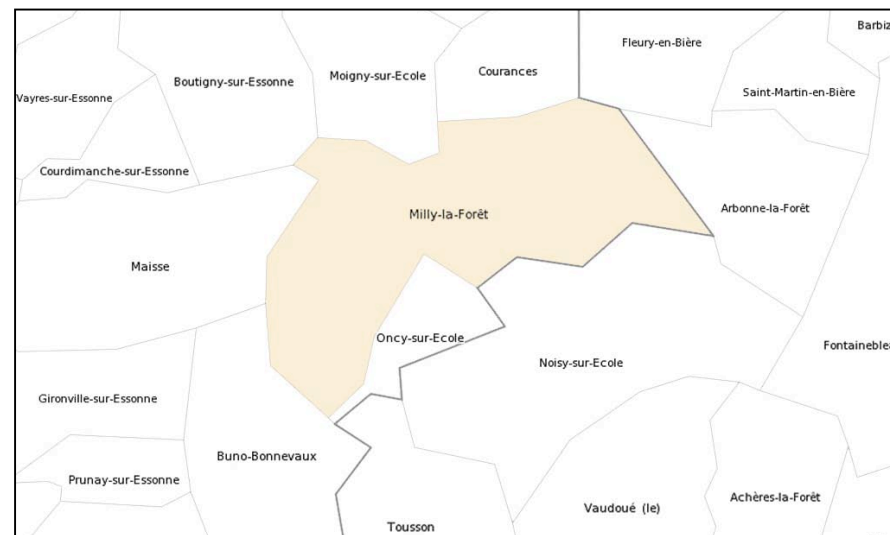 Barbiz
Fleury-en-Bière
Courances
Moigny-sur-Ecole
Boutigny-sur-Essonne
Saint-Martin-en-Bière
Vayres-sur-Essonne
Courdimanche-sur-Essonne
Arbonne-la-Forêt
Milly-la-Forêt
Maisse
Oncy-sur-Ecole
Fontaineblea
Noisy-sur-Ecole
Gironville-sur-Essonne
Buno-Bonnevaux
Prunay-sur-Essonne
Achères-la-Forêt
Vaudoué (le)
Tousson